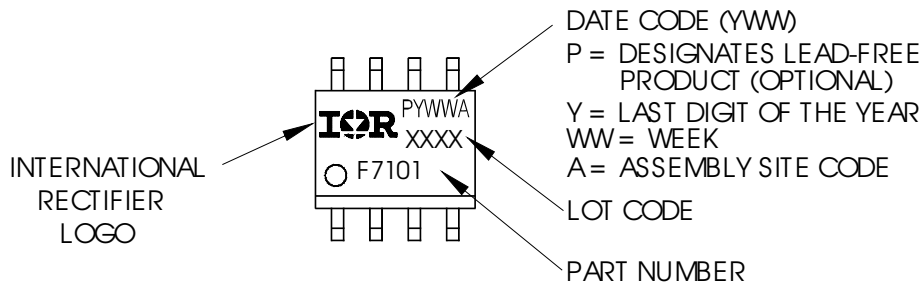 DATE CODE (YWW)
P = DESIGNATES LEAD-FREE
PRODUCT (OPTIONAL)
Y = LAST DIGIT OF THE YEAR
WW = WEEK
A = ASSEMBLY SITE CODE
LOT CODE
PART NUMBER
INTERNATIONAL
RECTIFIER
LOGO
PYWWA
IOR
XXXX
F7101